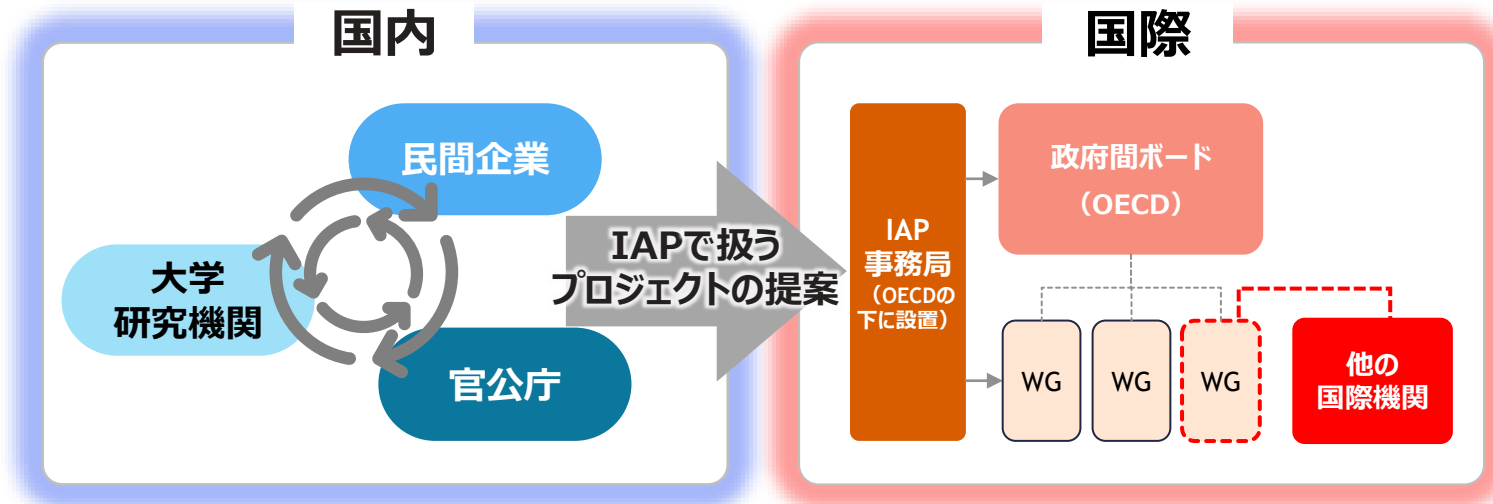 国内
民間企業
大学
研究機関
官公庁
IAPで扱う
プロジェクトの提案
国際
IAP
事務局
（OECDの
下に設置）
政府間ボード
（OECD）
WG
WG
WG
他の
国際機関